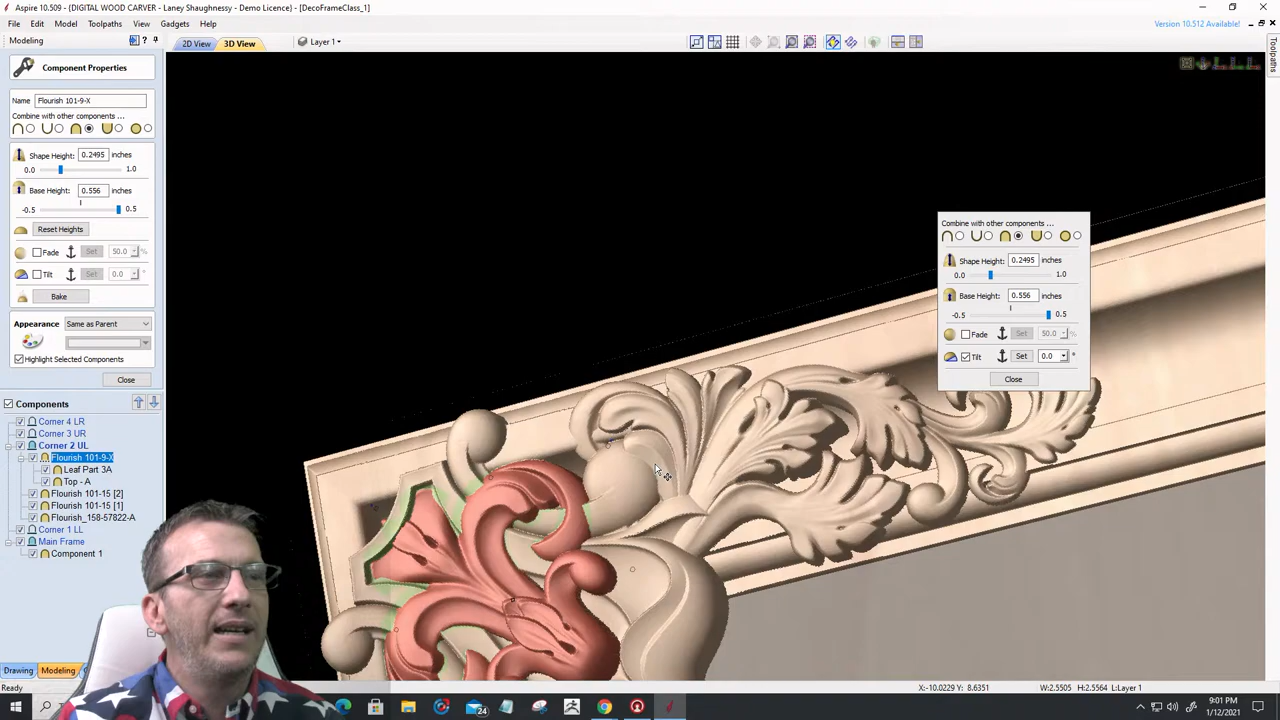 Aspire 10.509 - {DIGITAL WOOD CARVER - Laney Shaughnessy - Demo Licence} - [DecoFrameClass_1]
File Edit Model Toolpaths View Gadgets Help
Version 10.512 Available!
Modeling
2D View 3D View Layer 1
Toolpaths
Component Properties
Name Flourish 101-9-X
Combine with other components ...
Shape Height: 0.2495 inches
0.0 1.0
Base Height: 0.556 inches
-0.5 0.5
Reset Heights
Fade Set 50.0 %
Tilt Set 0.0 °
Bake
Appearance Same as Parent
Highlight Selected Components
Close
Components
Corner 4 LR
Corner 3 UR
Corner 2 UL
Flourish 101-9-X
Leaf Part 3A
Top - A
Flourish 101-15 [2]
Flourish 101-15 [1]
Flourish_158-57822-A
Corner 1 LL
Main Frame
Component 1
Combine with other components ...
Shape Height: 0.2495 inches
0.0 1.0
Base Height: 0.556 inches
-0.5 0.5
Fade Set 50.0 %
Tilt Set 0.0 °
Close
Drawing Modeling
Ready
X:-10.0229 Y: 8.6351 W:2.5505 H:2.5564 L:Layer 1
24
9:01 PM
1/12/2021